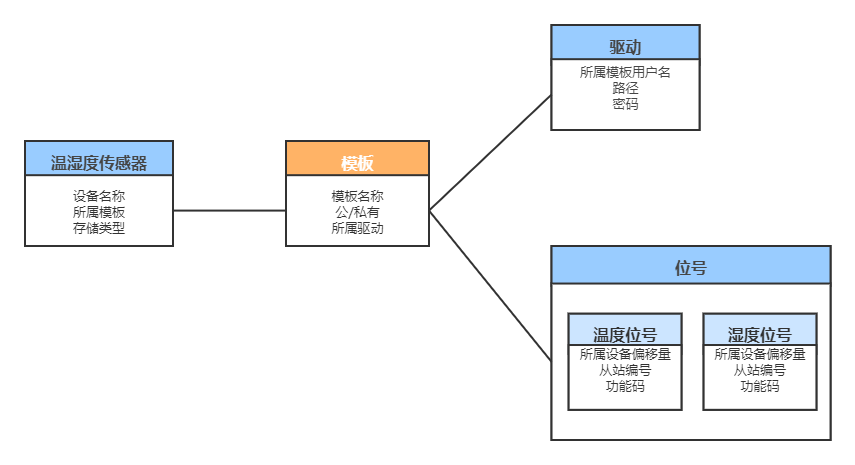 驱动
所属模板用户名
路径
密码
温湿度传感器
设备名称
所属模板
存储类型
模板
模板名称
公/私有
所属驱动
位号
温度位号
所属设备偏移量
从站编号
功能码
湿度位号
所属设备偏移量
从站编号
功能码